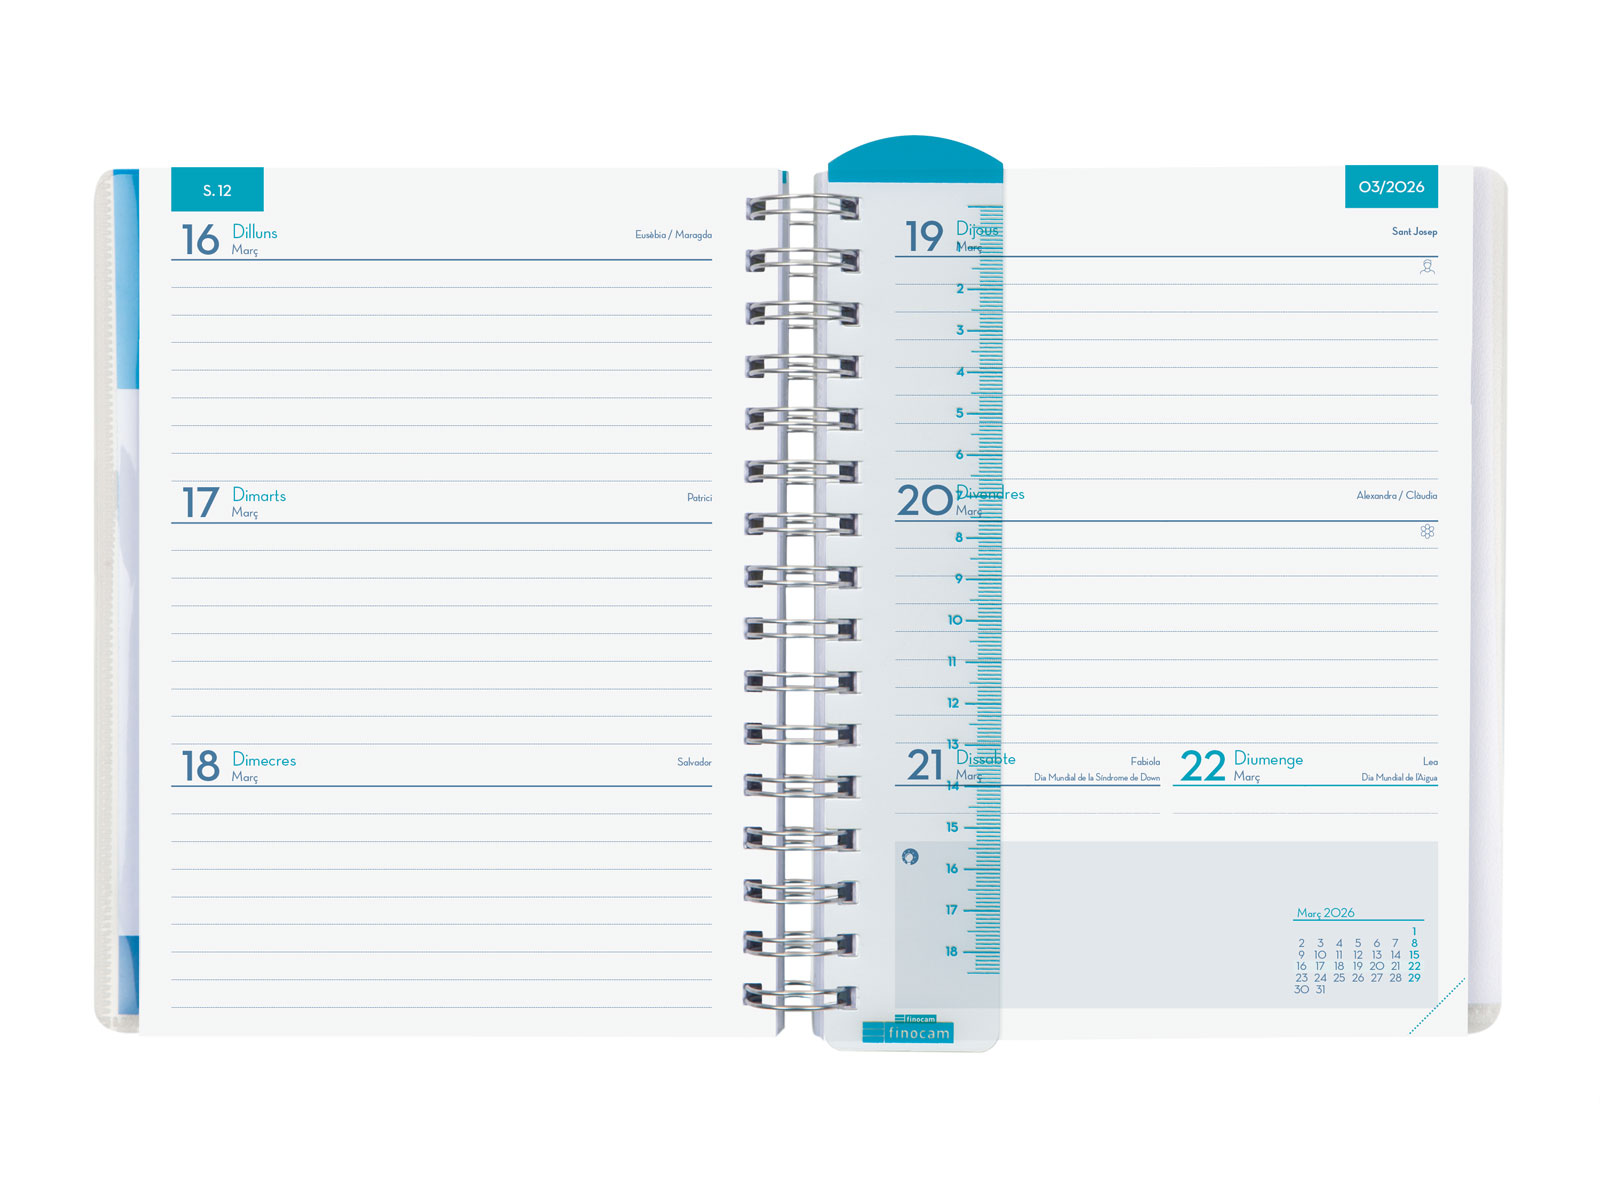 S. 12
16 Dilluns
Març
Eusèbia / Maragda
17 Dimarts
Març
Patrici
18 Dimecres
Març
Salvador
03/2026
19 Dijous
Març
Sant Josep
20 Divendres
Març
Alexandra / Clàudia
21 Dissabte
Març
Fabiola
Dia Mundial de la Síndrome de Down
22 Diumenge
Març
Lea
Dia Mundial de l'Aigua
2
3
4
5
6
7
8
9
10
11
12
13
14
15
16
17
18
Març 2026
1
2 3 4 5 6 7 8
9 10 11 12 13 14 15
16 17 18 19 20 21 22
23 24 25 26 27 28 29
30 31
finocam
finocam